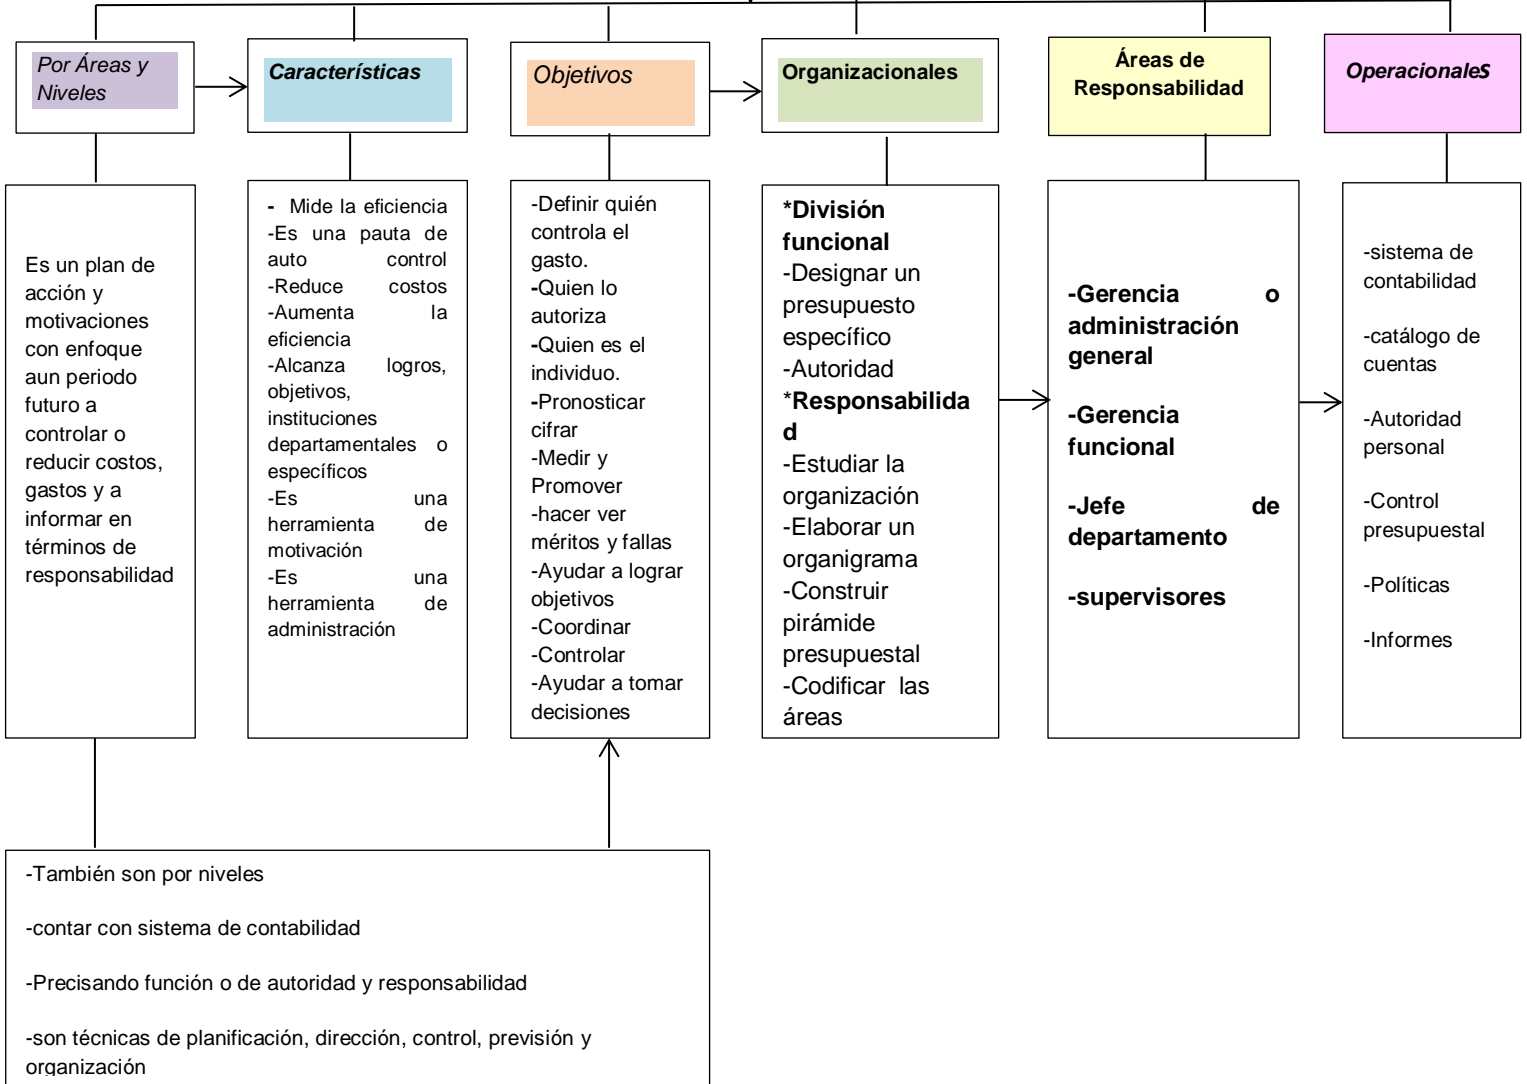 Por Áreas y
Niveles
Características
Objetivos
Organizacionales
Áreas de
Responsabilidad
Operacionales
Es un plan de
acción y
motivaciones
con enfoque
aun periodo
futuro a
controlar o
reducir costos,
gastos y a
informar en
términos de
responsabilidad
- Mide la eficiencia
-Es una pauta de
auto control
-Reduce costos
-Aumenta la
eficiencia
-Alcanza logros,
objetivos,
instituciones
departamentales o
específicos
-Es una
herramienta de
motivación
-Es una
herramienta de
administración
-Definir quién
controla el
gasto.
-Quien lo
autoriza
-Quien es el
individuo.
-Pronosticar
cifrar
-Medir y
Promover
-hacer ver
méritos y fallas
-Ayudar a lograr
objetivos
-Coordinar
-Controlar
-Ayudar a tomar
decisiones
*División
funcional
-Designar un
presupuesto
específico
-Autoridad
*Responsabilida
d
-Estudiar la
organización
-Elaborar un
organigrama
-Construir
pirámide
presupuestal
-Codificar las
áreas
-Gerencia o
administración
general
-Gerencia
funcional
-Jefe de
departamento
-supervisores
-sistema de
contabilidad
-catálogo de
cuentas
-Autoridad
personal
-Control
presupuestal
-Políticas
-Informes
-También son por niveles
-contar con sistema de contabilidad
-Precisando función o de autoridad y responsabilidad
-son técnicas de planificación, dirección, control, previsión y
organización